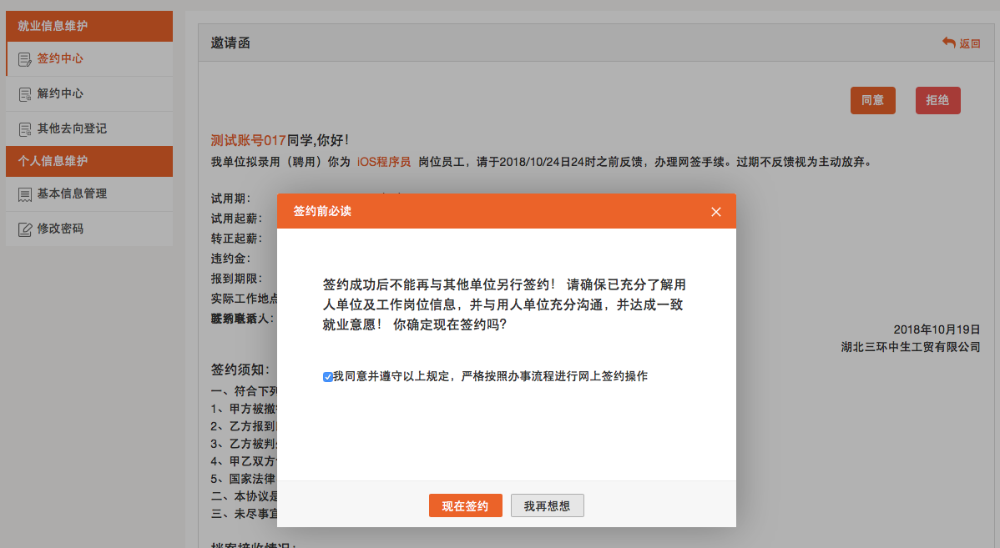 就业信息维护
签约中心
解约中心
其他去向登记
个人信息维护
基本信息管理
修改密码
邀请函
返回
同意
拒绝
测试账号017同学,你好！
我单位拟录用（聘用）你为 iOS程序员 岗位员工，请于2018/10/24日24时之前反馈，办理网签手续。过期不反馈视为主动放弃。
试用期：
试用起薪：
转正起薪：
违约金：
报到期限：
实际工作地点
人：
2018年10月19日
湖北三环中生工贸有限公司
签约须知：
一、符合下列
1、甲方被撤
2、乙方报到
3、乙方被判
4、甲乙双方
5、国家法律
二、本协议是
三、未尽事宜
档案接收情况：
签约前必读
签约成功后不能再与其他单位另行签约！ 请确保已充分了解用
人单位及工作岗位信息，并与用人单位充分沟通，并达成一致
就业意愿！ 你确定现在签约吗？
我同意并遵守以上规定，严格按照办事流程进行网上签约操作
现在签约
我再想想